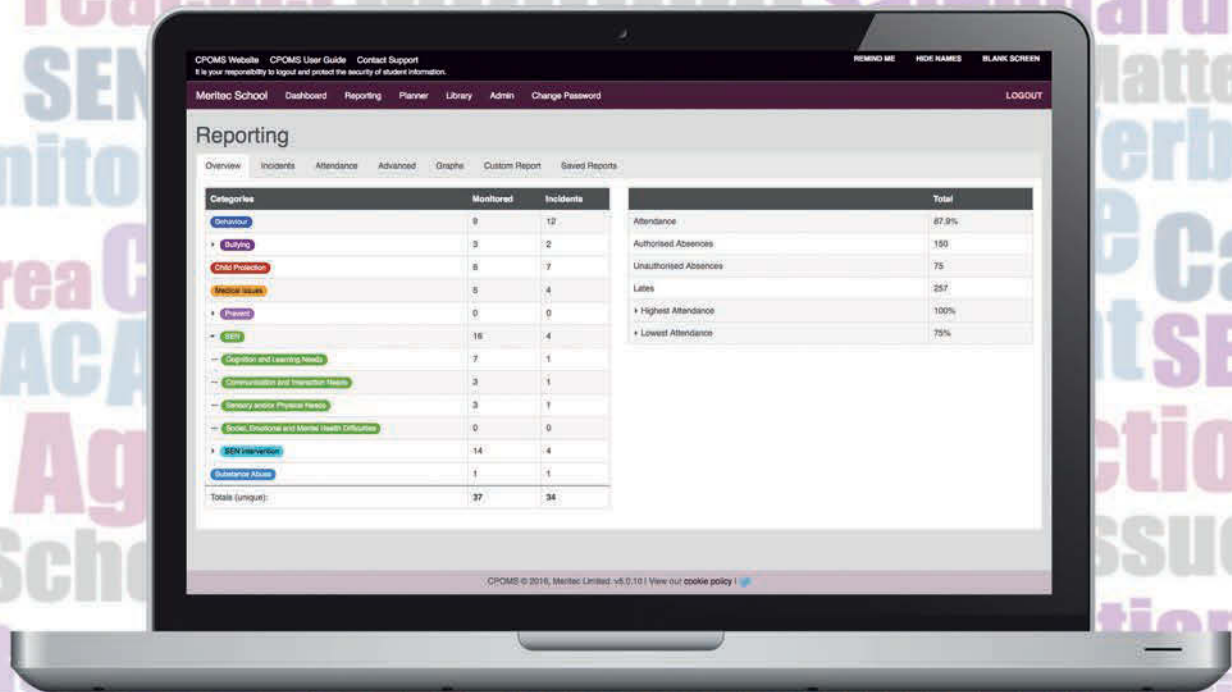 CPOMS Website CPOMS User Guide Contact Support
REMIND ME HIDE NAMES BLANK SCREEN
It is your responsibility to logout and protect the security of student information.
Meritec School Dashboard Reporting Planner Library Admin Change Password LOGOUT
Reporting
Overview Incidents Attendance Advanced Graphs Custom Report Saved Reports
Categories Monitored Incidents
Behaviour 9 12
Bullying 3 2
Child Protection 6 7
Medical Issues 5 4
Prevent 0 0
SEN 16 4
Cognition and Learning Needs 7 1
Communication and Interaction Needs 3 1
Sensory and/or Physical Needs 3 1
Social, Emotional and Mental Health Difficulties 0 0
SEN Intervention 14 4
Substance Abuse 1 1
Totals (unique): 37 34
Total
Attendance 87.9%
Authorised Absences 150
Unauthorised Absences 75
Lates 257
Highest Attendance 100%
Lowest Attendance 75%
CPOMS © 2016, Meritec Limited. v5.0.10 | View our cookie policy |
SEN